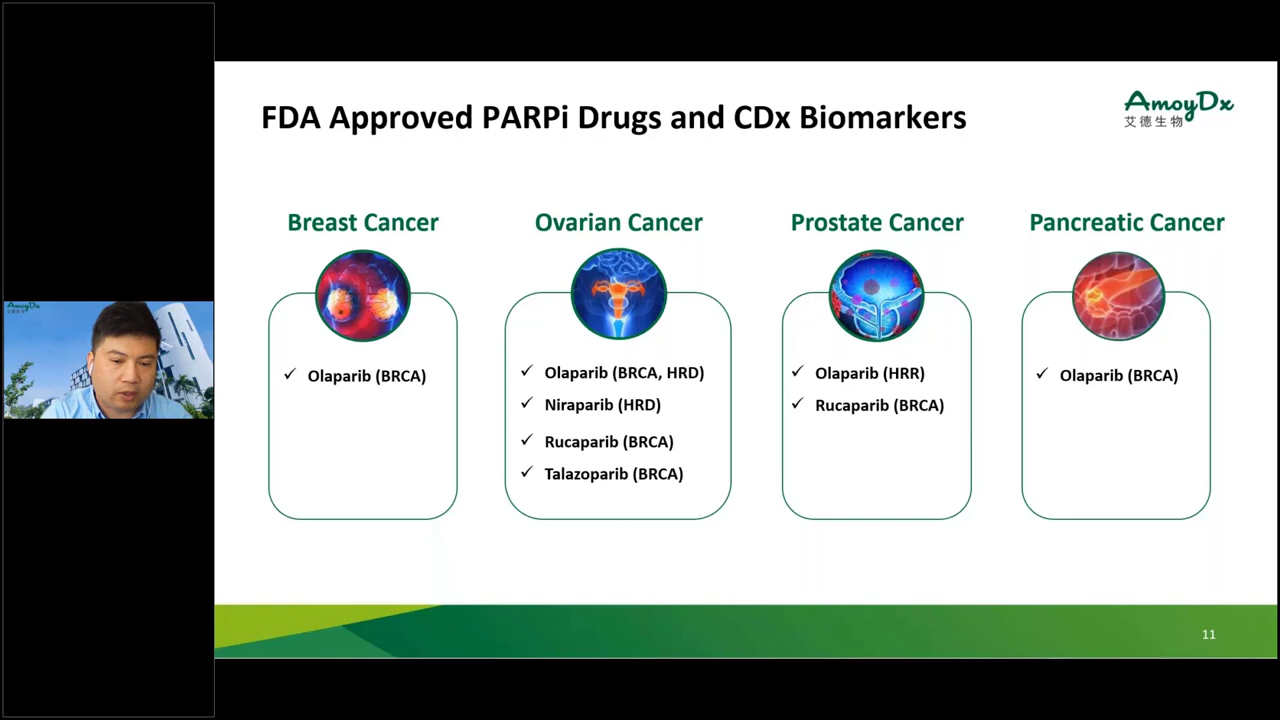 FDA Approved PARPi Drugs and CDx Biomarkers
AmoyDx
艾德生物
Breast Cancer
✓ Olaparib (BRCA)
Ovarian Cancer
✓ Olaparib (BRCA, HRD)
✓ Niraparib (HRD)
✓ Rucaparib (BRCA)
✓ Talazoparib (BRCA)
Prostate Cancer
✓ Olaparib (HRR)
✓ Rucaparib (BRCA)
Pancreatic Cancer
✓ Olaparib (BRCA)
AmoyDx
11